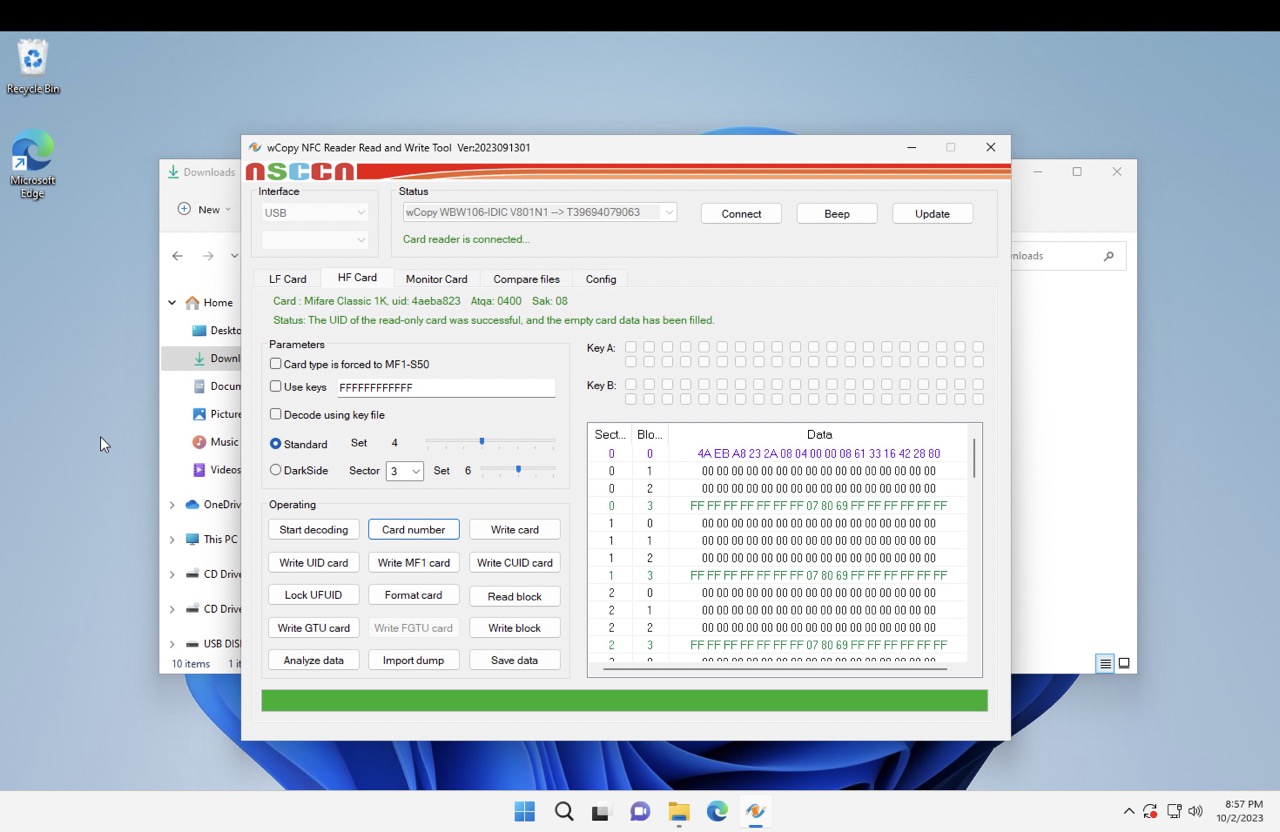 Recycle Bin
Microsoft
Edge
Downloads
New
wCopy NFC Reader Read and Write Tool Ver:2023091301
nsccn
Interface
USB
Status
wCopy WBW106-IDIC V801N1 --> T39694079063
Connect
Beep
Update
Card reader is connected...
nloads
LF Card
HF Card
Monitor Card
Compare files
Config
Card : Mifare Classic 1K, uid: 4aeba823 Atqa: 0400 Sak: 08
Status: The UID of the read-only card was successful, and the empty card data has been filled.
Home
Deskto
Downl
Docum
Picture
Music
Videos
OneDriv
This PC
CD Drive
CD Drive
USB DIS
10 items 1 it
Parameters
Card type is forced to MF1-S50
Use keys FFFFFFFFFFFF
Decode using key file
Standard Set 4
DarkSide Sector 3 Set 6
Operating
Start decoding
Card number
Write card
Write UID card
Write MF1 card
Write CUID card
Lock UFUID
Format card
Read block
Write GTU card
Write FGTU card
Write block
Analyze data
Import dump
Save data
Key A:
Key B:
Sect... Blo... Data
0 0 4A EB A8 23 2A 08 04 00 00 08 61 33 16 42 28 80
0 1 00 00 00 00 00 00 00 00 00 00 00 00 00 00 00 00
0 2 00 00 00 00 00 00 00 00 00 00 00 00 00 00 00 00
0 3 FF FF FF FF FF FF FF 07 80 69 FF FF FF FF FF FF
1 0 00 00 00 00 00 00 00 00 00 00 00 00 00 00 00 00
1 1 00 00 00 00 00 00 00 00 00 00 00 00 00 00 00 00
1 2 00 00 00 00 00 00 00 00 00 00 00 00 00 00 00 00
1 3 FF FF FF FF FF FF FF 07 80 69 FF FF FF FF FF FF
2 0 00 00 00 00 00 00 00 00 00 00 00 00 00 00 00 00
2 1 00 00 00 00 00 00 00 00 00 00 00 00 00 00 00 00
2 2 00 00 00 00 00 00 00 00 00 00 00 00 00 00 00 00
2 3 FF FF FF FF FF FF FF 07 80 69 FF FF FF FF FF FF
8:57 PM
10/2/2023